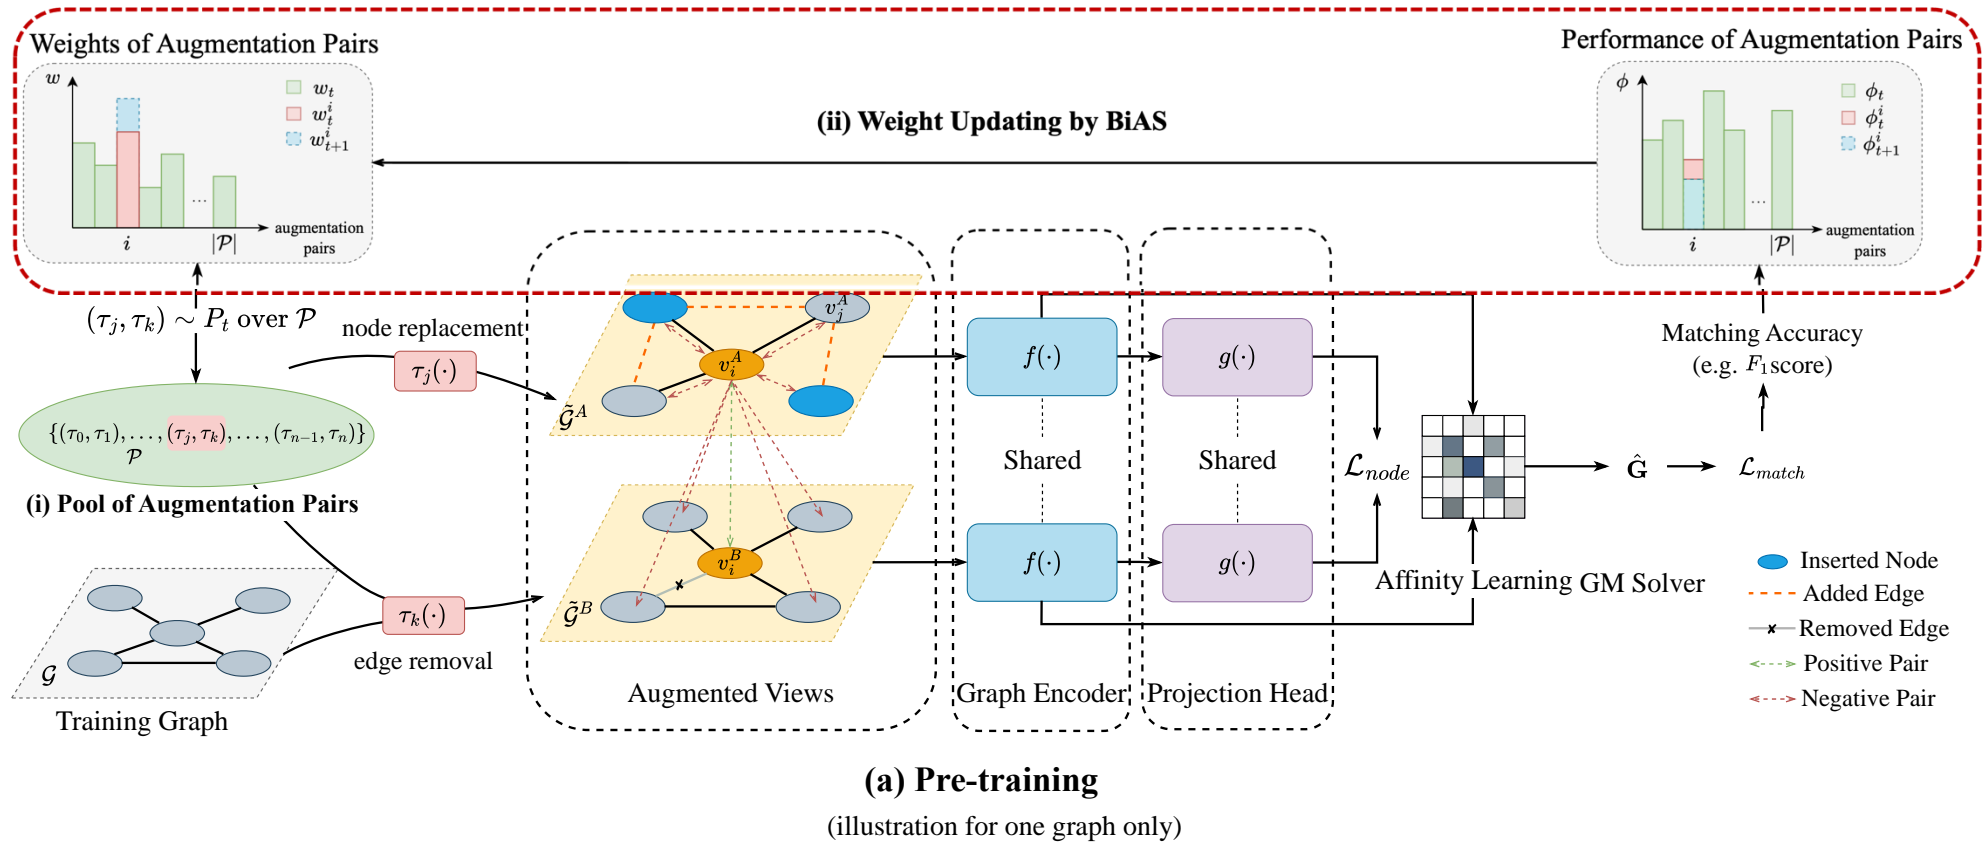 Weights of Augmentation Pairs
w
w_t
w_t^i
w_{t+1}^i
...
i
|𝒫|
augmentation
pairs
(ii) Weight Updating by BiAS
Performance of Augmentation Pairs
ϕ
ϕ_t
ϕ_t^i
ϕ_{t+1}^i
...
i
|𝒫|
augmentation
pairs
(τ_j, τ_k) ∼ P_t over 𝒫
node replacement
τ_j(·)
{(τ_0, τ_1), …, (τ_j, τ_k), …, (τ_{n−1}, τ_n)}
𝒫
(i) Pool of Augmentation Pairs
𝒢
Training Graph
τ_k(·)
edge removal
v_j^A
v_i^A
𝒢̃^A
v_i^B
𝒢̃^B
Augmented Views
f(·)
Shared
f(·)
Graph Encoder
g(·)
Shared
g(·)
Projection Head
ℒ_{node}
Affinity Learning
GM Solver
Ĝ
ℒ_{match}
Matching Accuracy
(e.g. F_1 score)
Inserted Node
Added Edge
Removed Edge
Positive Pair
Negative Pair
(a) Pre-training
(illustration for one graph only)